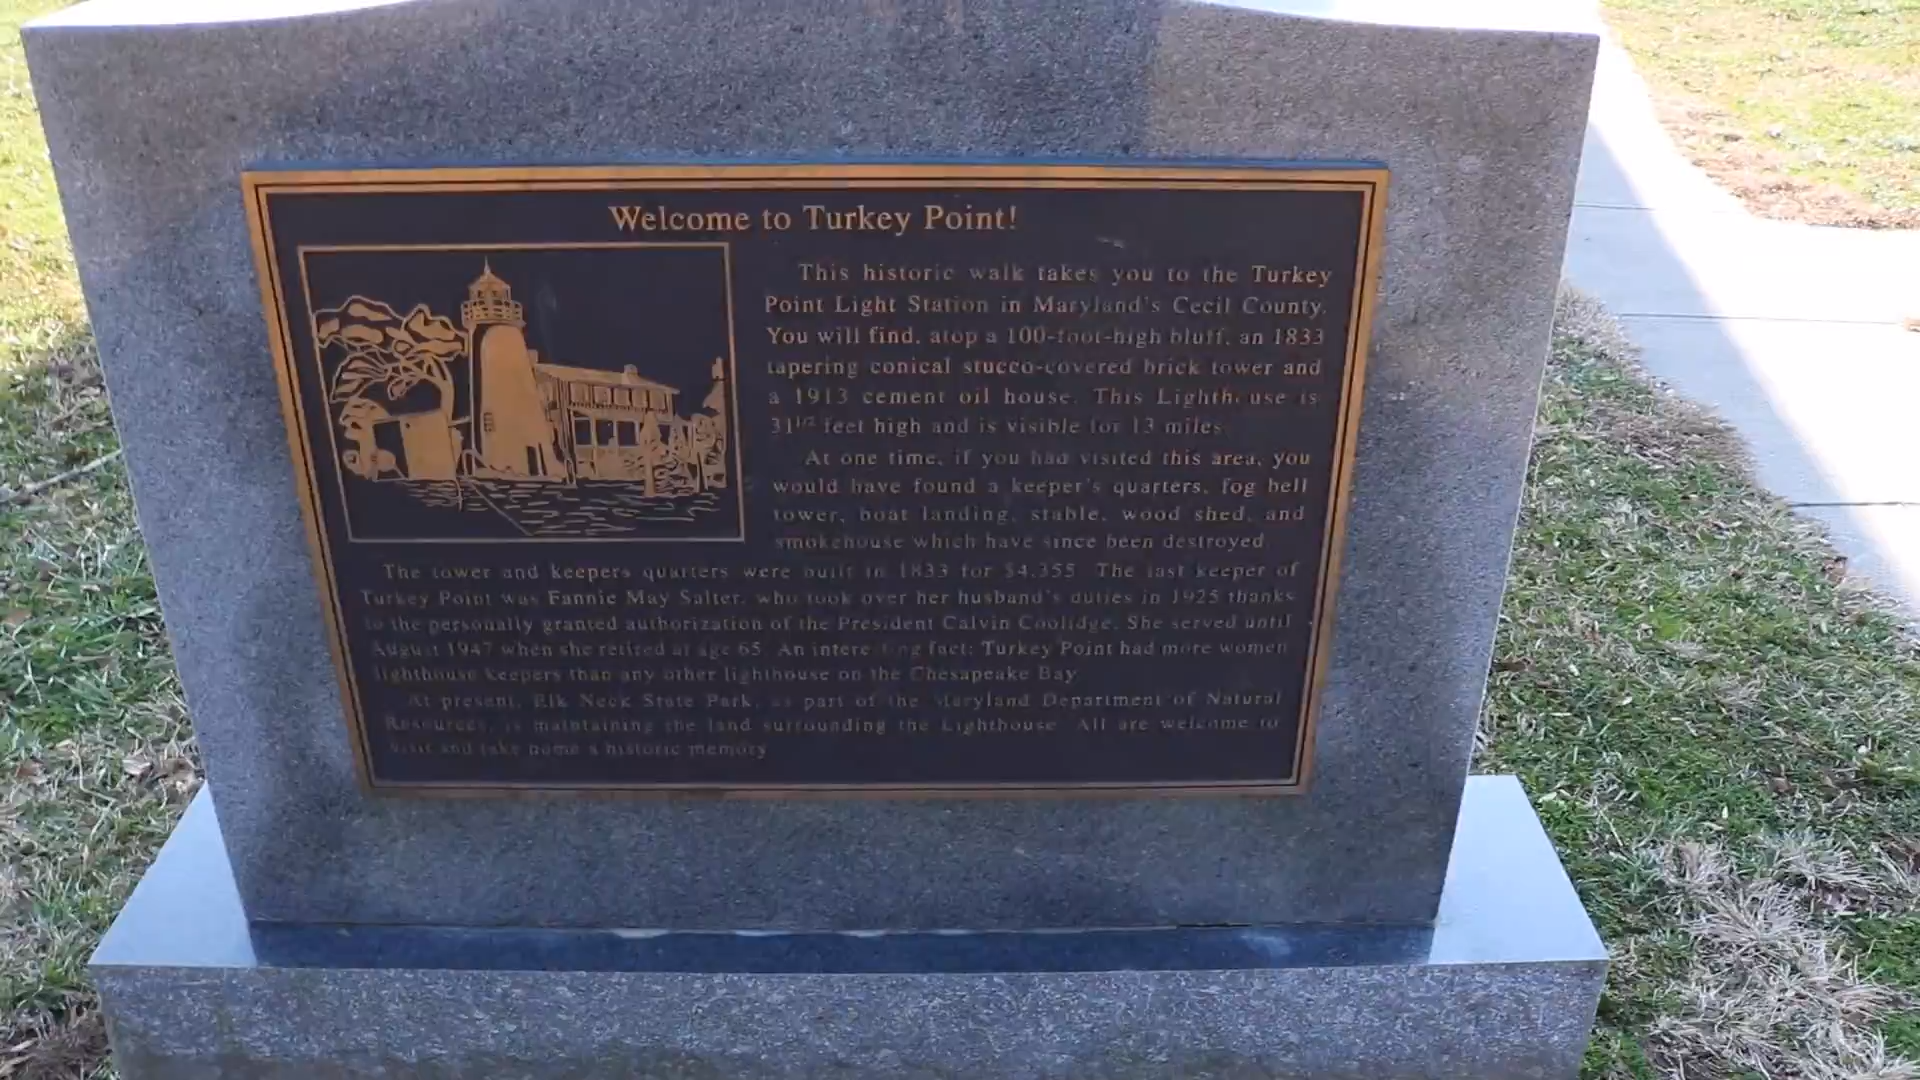 Welcome to Turkey Point!
This historic walk takes you to the Turkey
Point Light Station in Maryland's Cecil County.
You will find, atop a 100-foot-high bluff, an 1833
tapering conical stucco-covered brick tower and
a 1913 cement oil house. This Lighthouse is
31 1/2 feet high and is visible for 13 miles.
At one time, if you had visited this area, you
would have found a keeper's quarters, fog bell
tower, boat landing, stable, wood shed, and
smokehouse which have since been destroyed.
The tower and keepers quarters were built in 1833 for $4,355. The last keeper of
Turkey Point was Fannie May Salter, who took over her husband's duties in 1925 thanks
to the personally granted authorization of the President Calvin Coolidge. She served until
August 1947 when she retired at age 65. An interesting fact: Turkey Point had more women
lighthouse keepers than any other lighthouse on the Chesapeake Bay.
At present, Elk Neck State Park, as part of the Maryland Department of Natural
Resources, is maintaining the land surrounding the Lighthouse. All are welcome to
visit and take home a historic memory.